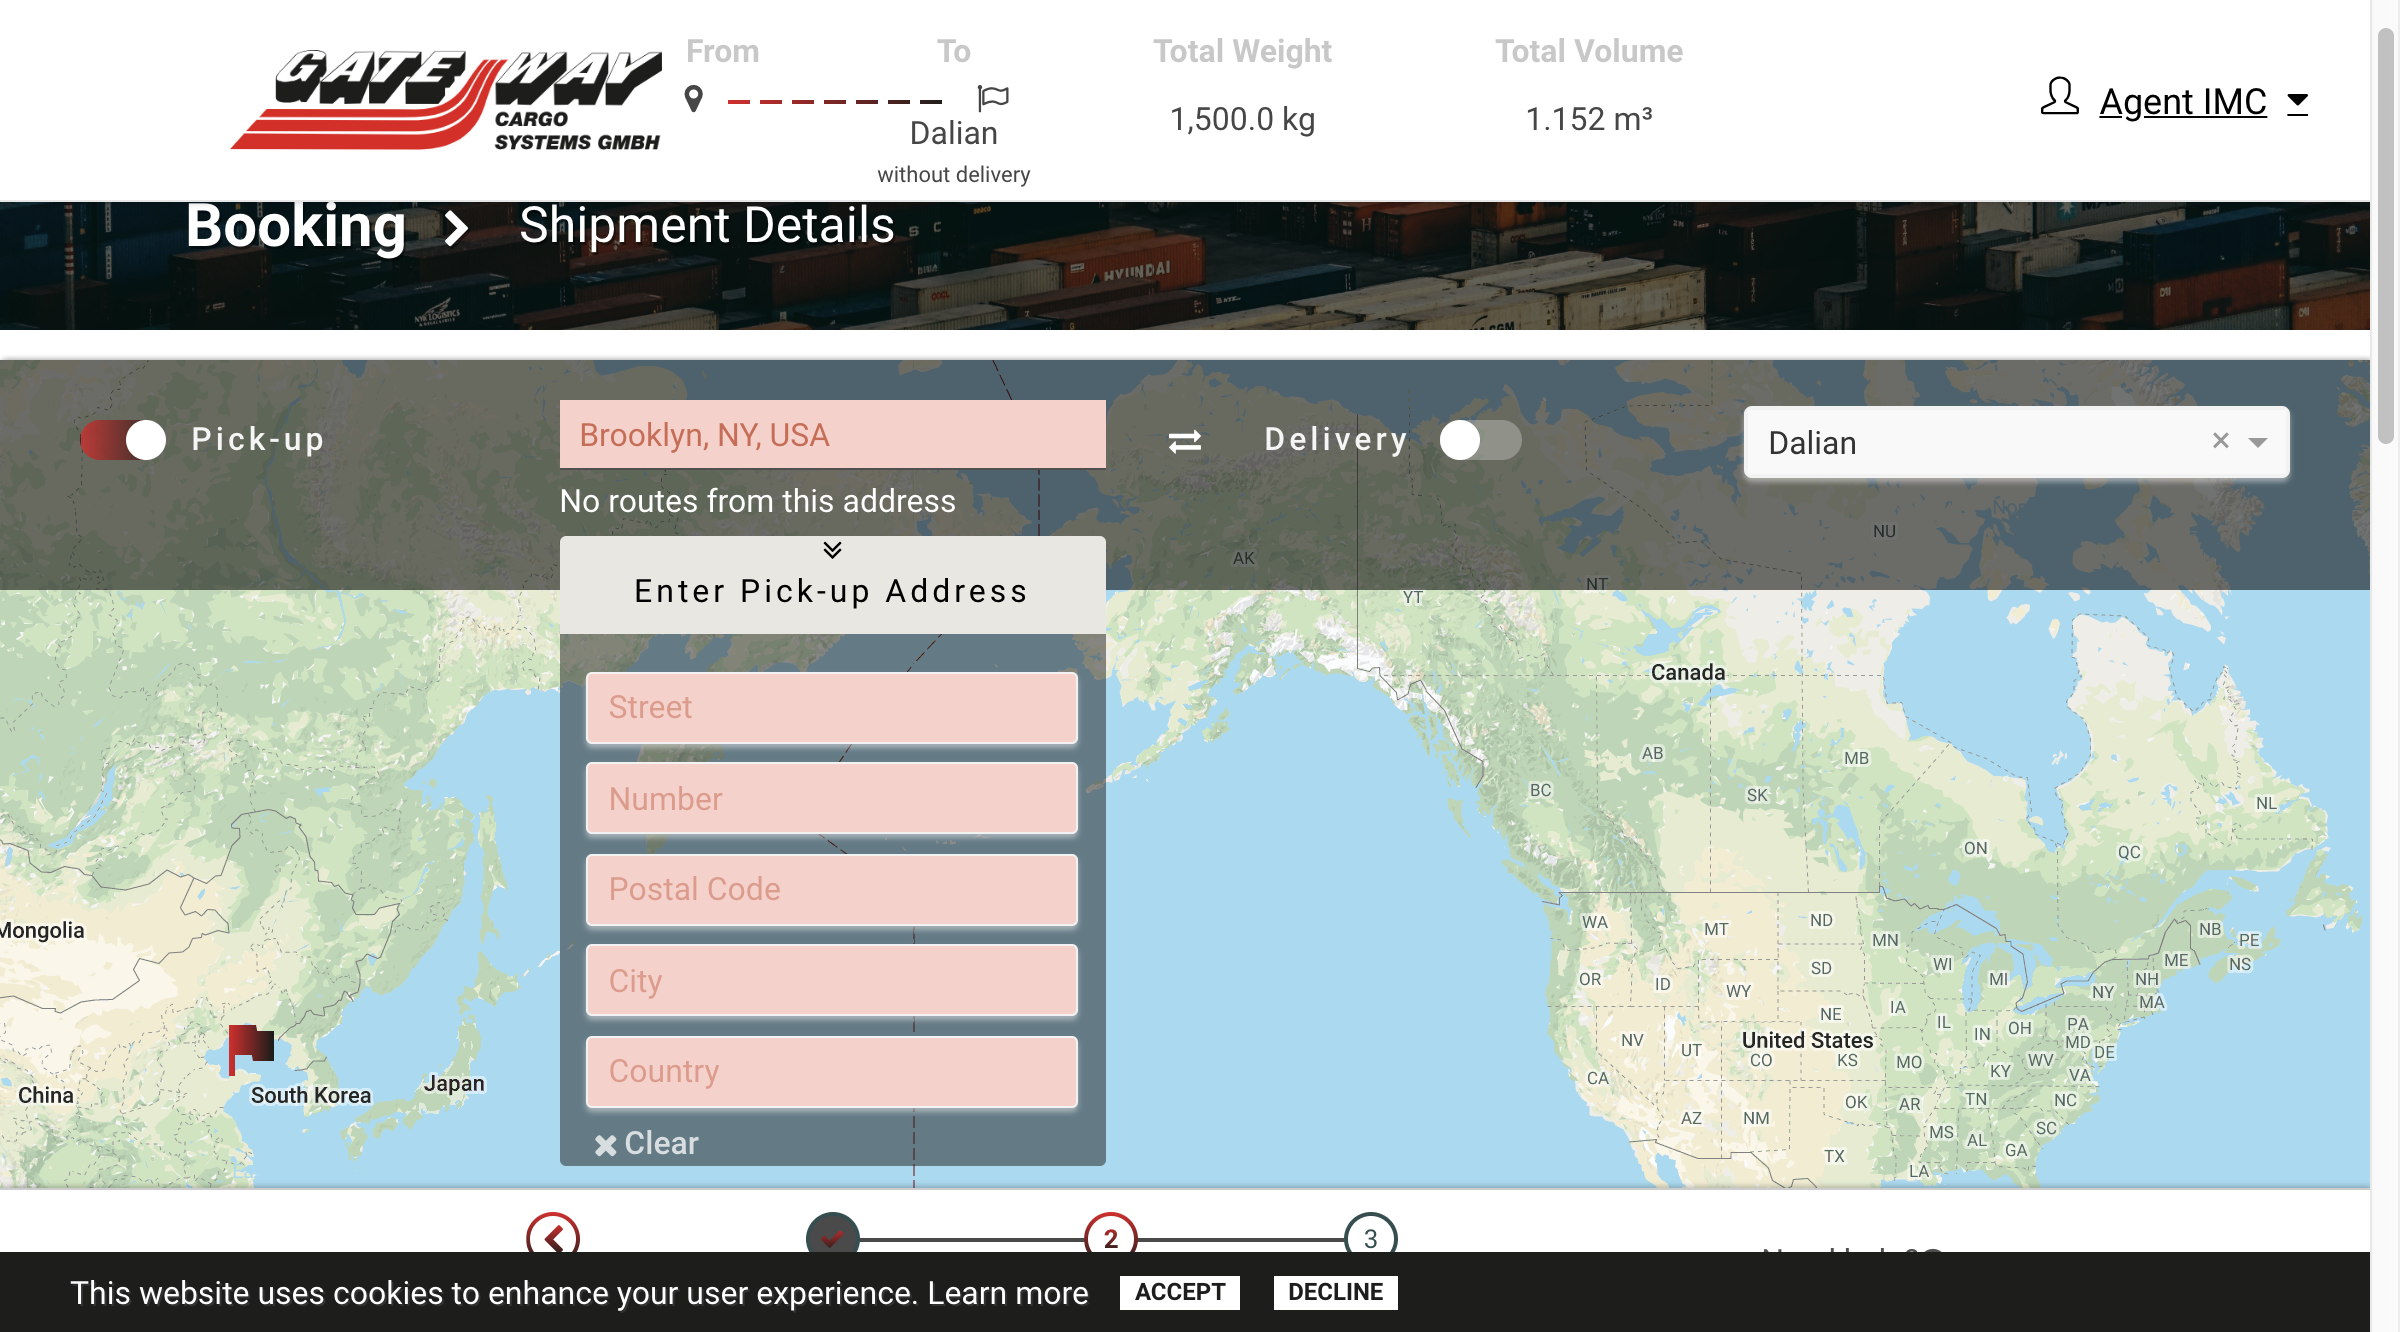 GATEWAY
CARGO
SYSTEMS GMBH
From
To
Dalian
without delivery
Total Weight
1,500.0 kg
Total Volume
1.152 m³
Agent IMC
Booking
Shipment Details
HYUNDAI
NYK LOGISTICS
Pick-up
Brooklyn, NY, USA
No routes from this address
Delivery
Dalian
Enter Pick-up Address
Street
Number
Postal Code
City
Country
Clear
AK
NU
NT
YT
Canada
AB
MB
BC
SK
NL
ON
QC
Mongolia
WA
MT
ND
MN
NB
PE
OR
ID
SD
WI
MI
ME
NS
WY
NH
NY
MA
NE
IA
IL
IN
OH
PA
NV
UT
United States
MD
DE
CO
KS
MO
WV
KY
VA
CA
China
South Korea
Japan
AZ
NM
OK
AR
TN
NC
MS
AL
SC
GA
TX
LA
2
3
This website uses cookies to enhance your user experience. Learn more
ACCEPT
DECLINE